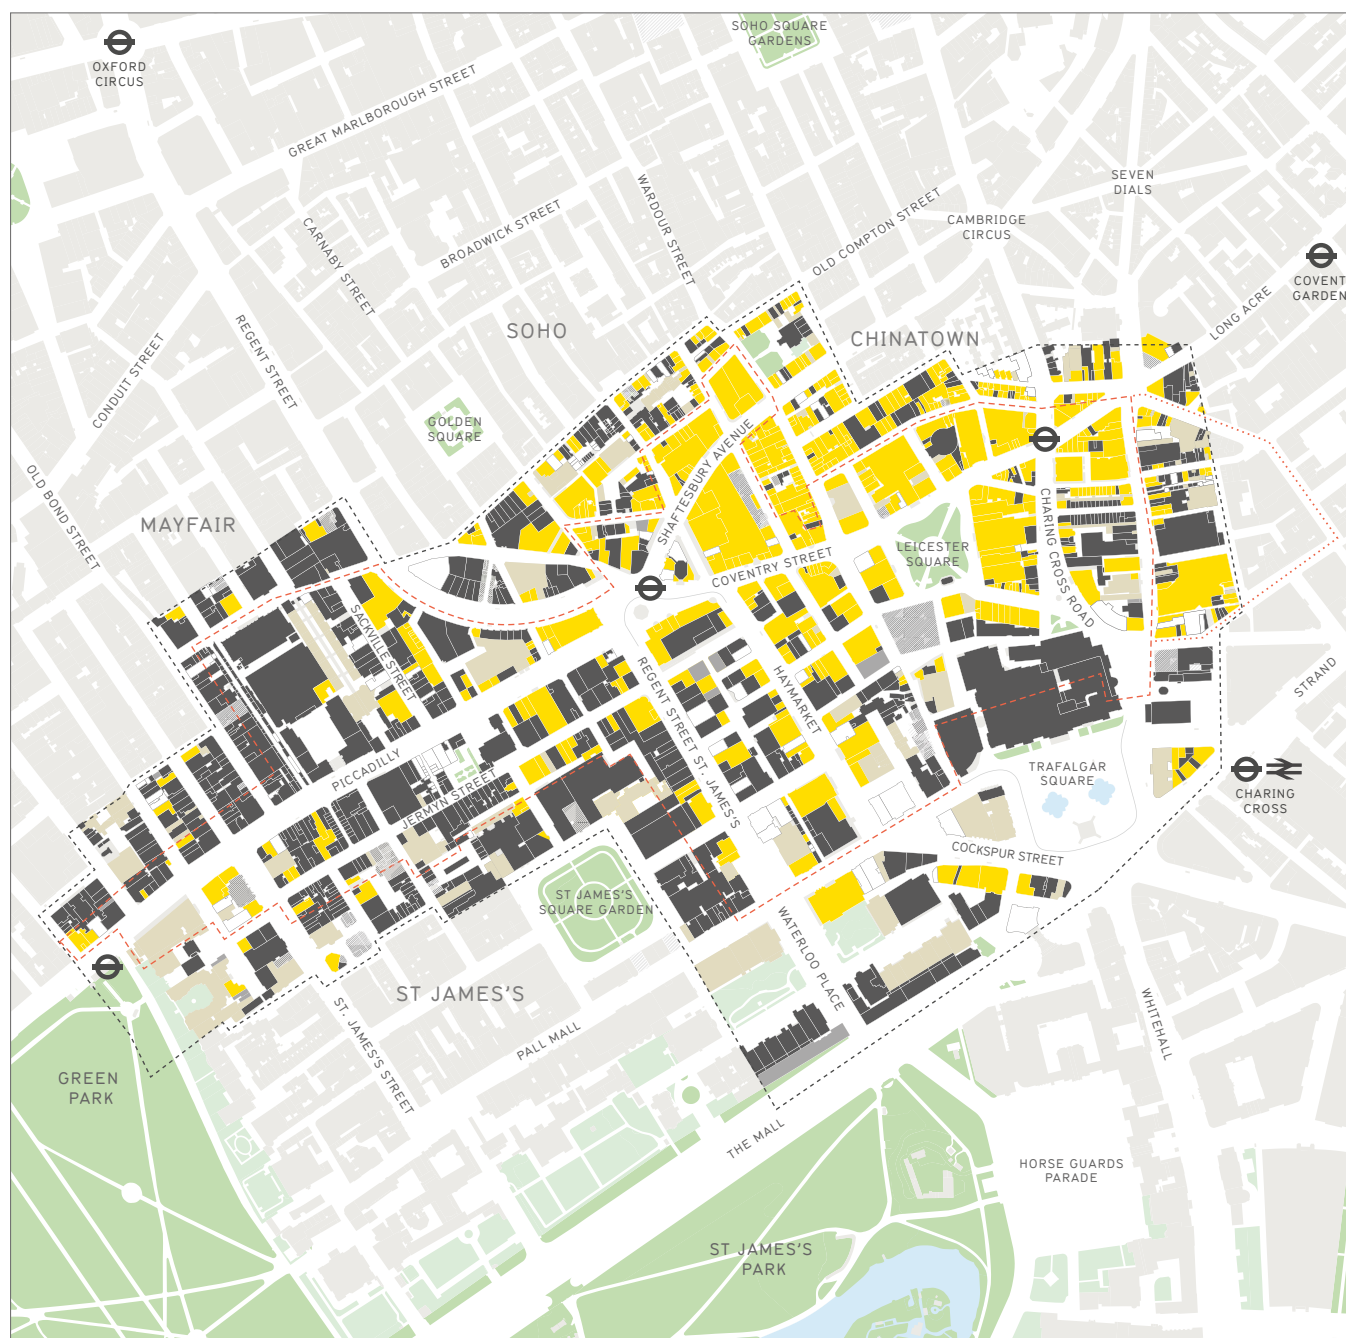 SOHO SQUARE
GARDENS
OXFORD
CIRCUS
GREAT MARLBOROUGH STREET
SEVEN
DIALS
WARDOUR STREET
OLD COMPTON STREET
CAMBRIDGE
CIRCUS
CARNABY STREET
BROADWICK STREET
COVENT
GARDEN
LONG ACRE
REGENT STREET
SOHO
CHINATOWN
CONDUIT STREET
GOLDEN
SQUARE
OLD BOND STREET
MAYFAIR
SHAFTESBURY AVENUE
CHARING CROSS ROAD
LEICESTER
SQUARE
COVENTRY STREET
SACKVILLE STREET
REGENT STREET ST. JAMES'S
HAYMARKET
STRAND
PICCADILLY
JERMYN STREET
TRAFALGAR
SQUARE
CHARING
CROSS
COCKSPUR STREET
ST JAMES'S
SQUARE GARDEN
WATERLOO PLACE
ST JAMES'S
ST. JAMES'S STREET
PALL MALL
WHITEHALL
GREEN
PARK
THE MALL
HORSE GUARDS
PARADE
ST JAMES'S
PARK